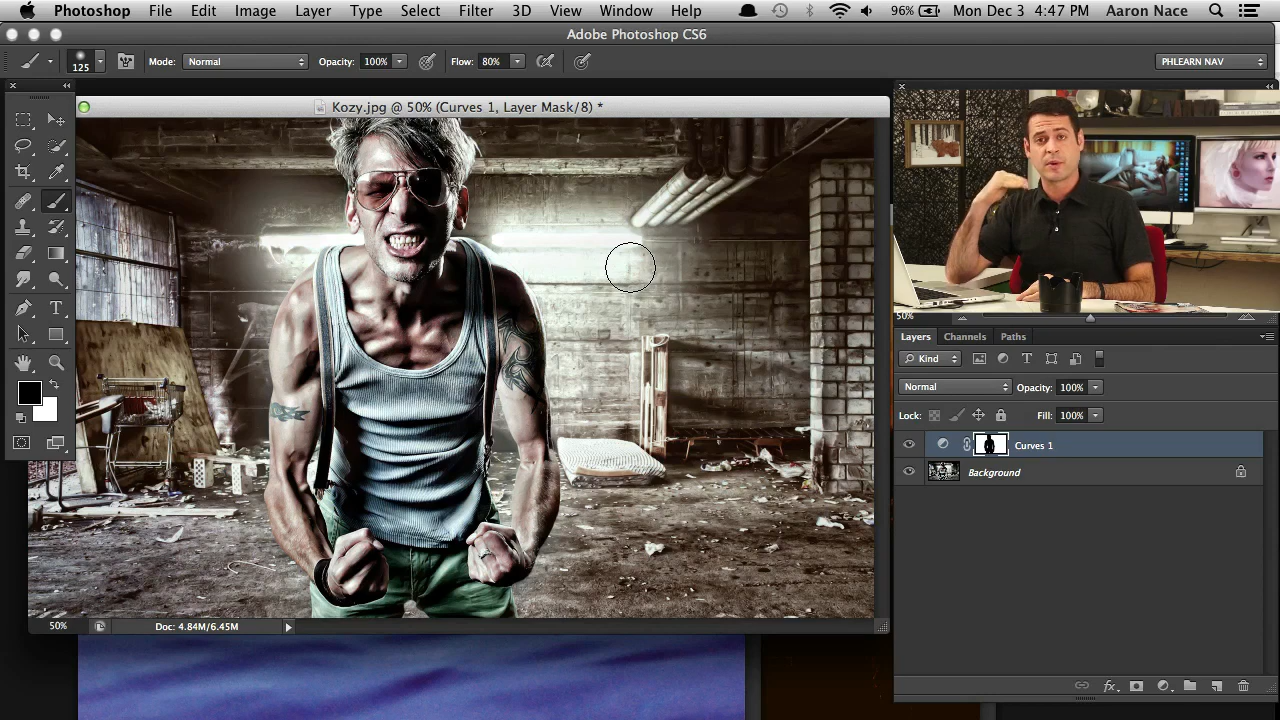 Photoshop File Edit Image Layer Type Select Filter 3D View Window Help 96% Mon Dec 3 4:47 PM Aaron Nace
Adobe Photoshop CS6
125 Mode: Normal Opacity: 100% Flow: 80% PHLEARN NAV
Kozy.jpg @ 50% (Curves 1, Layer Mask/8) *
50%
Layers Channels Paths
Kind
Normal Opacity: 100%
Lock: Fill: 100%
Curves 1
Background
50% Doc: 4.84M/6.45M
fx